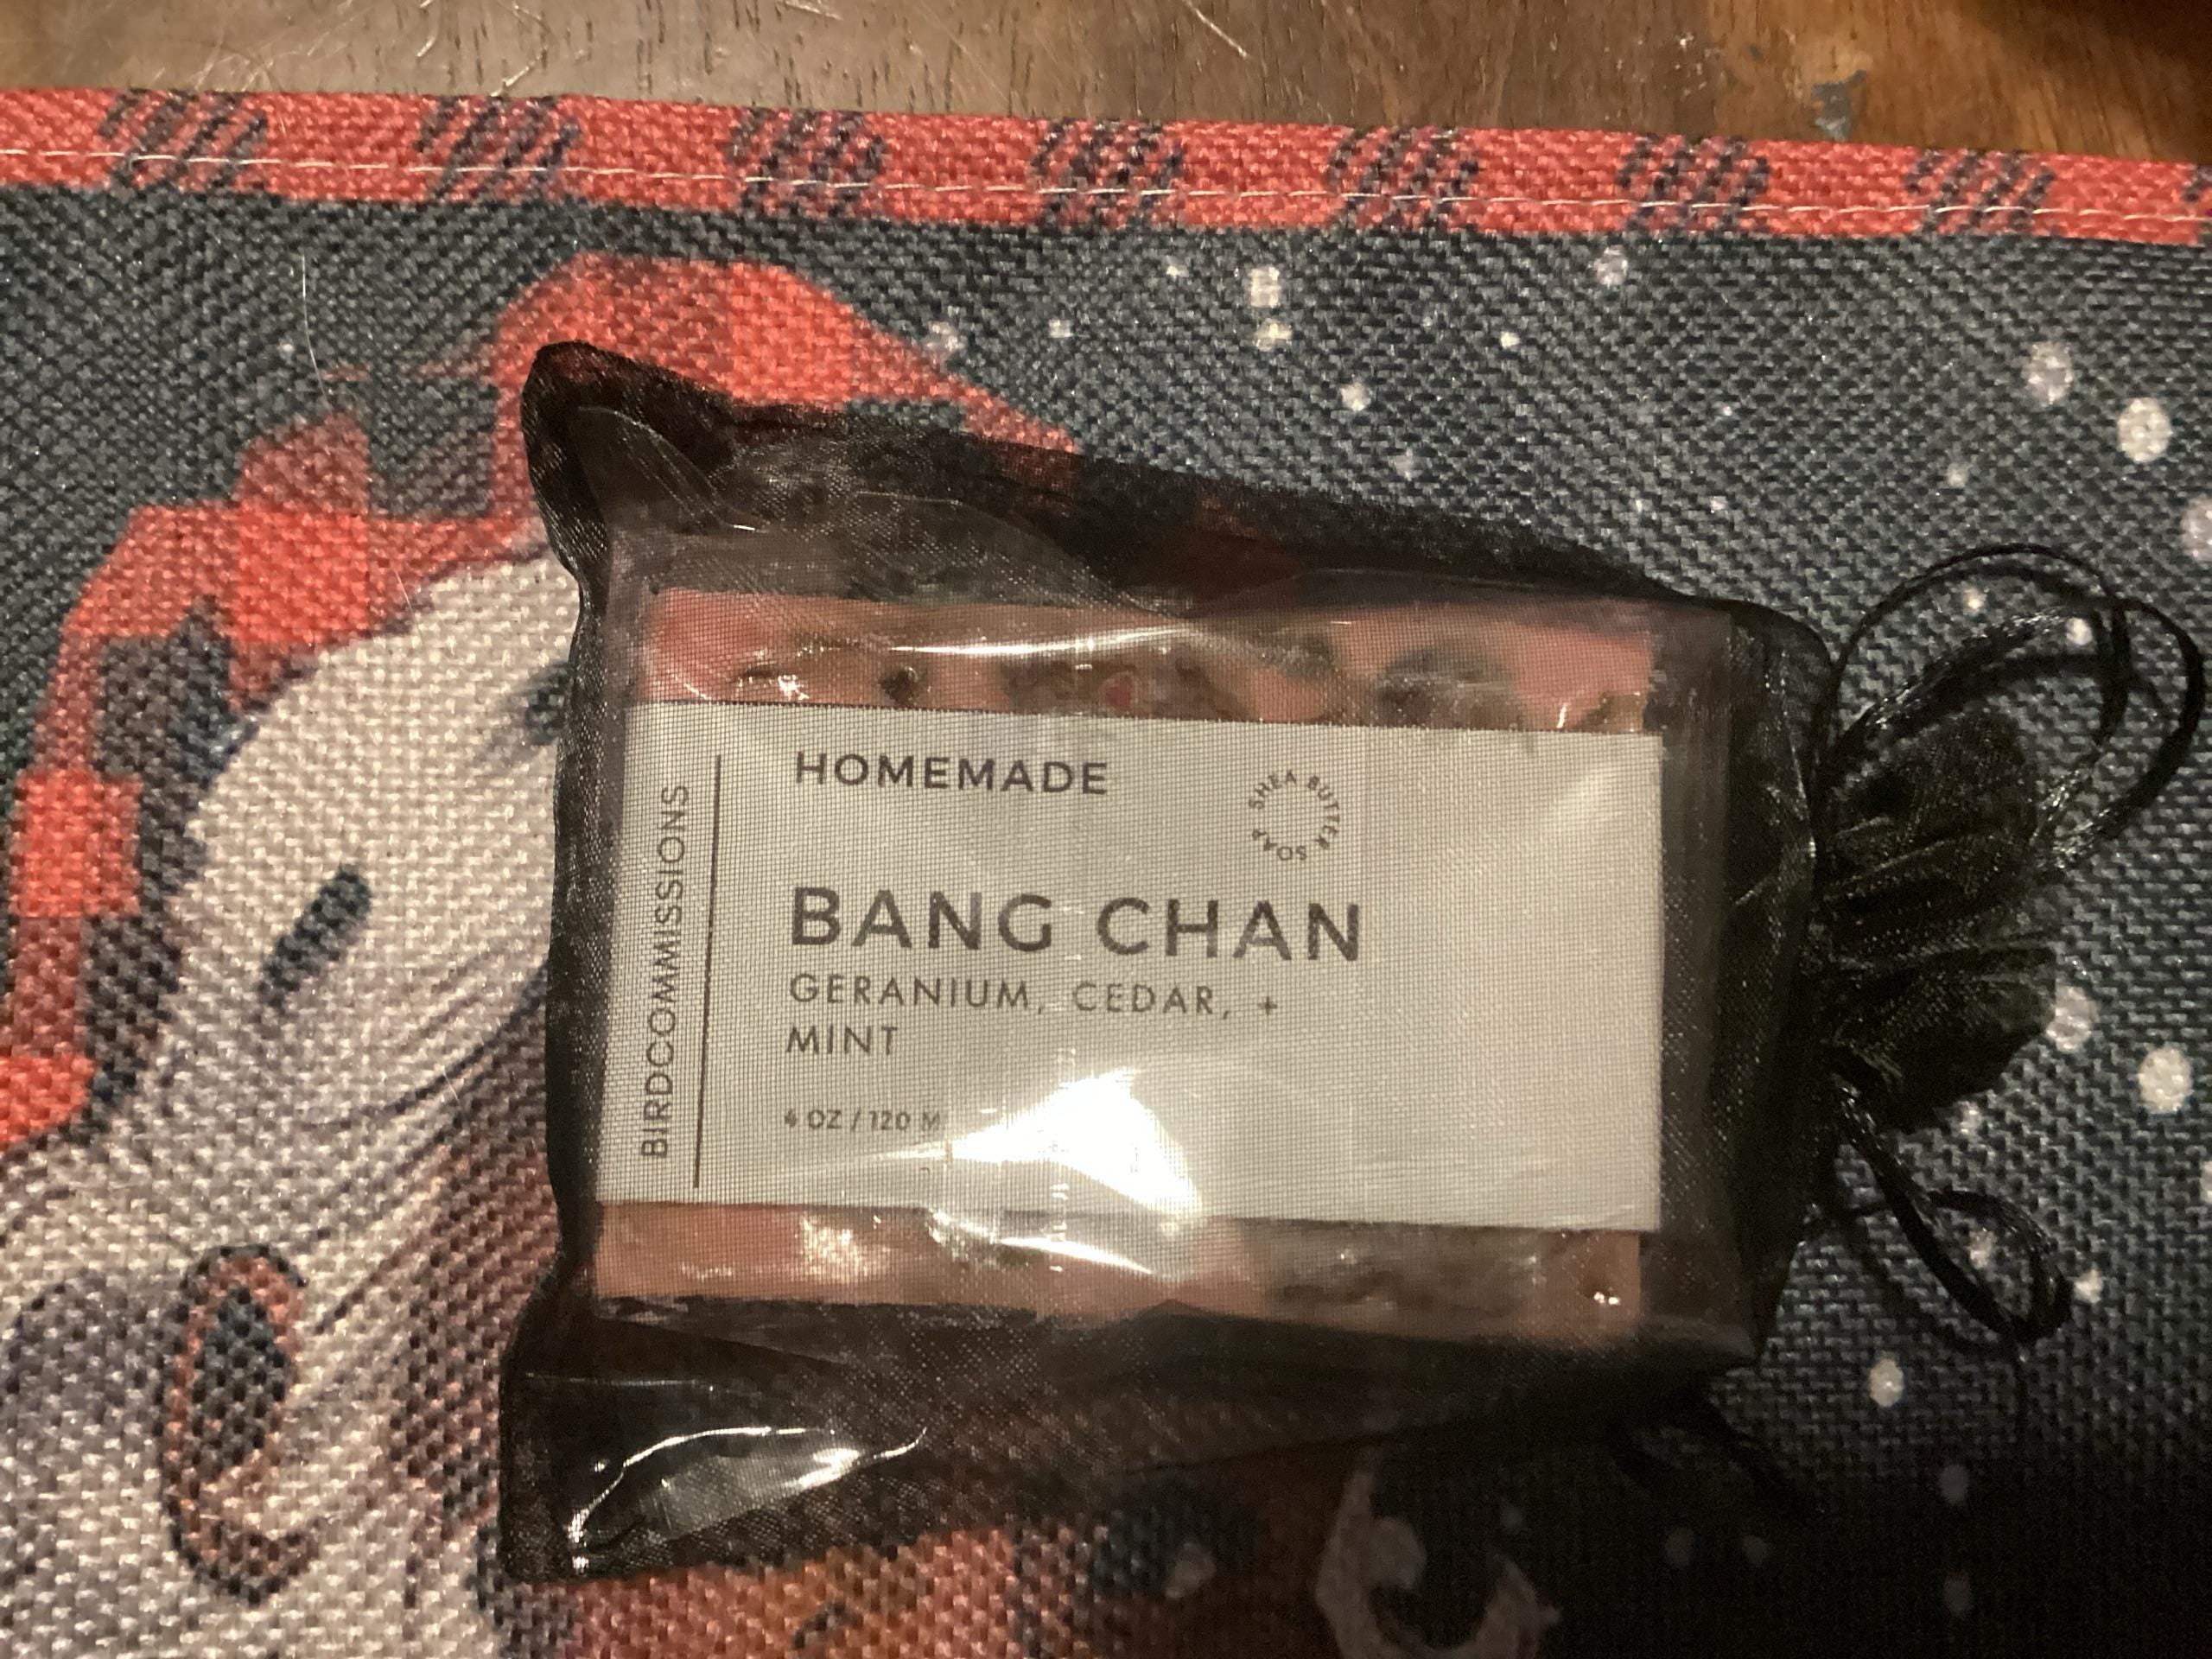 HOMEMADE
SHEA BUTTER SOAP
BANG CHAN
GERANIUM, CEDAR, +
MINT
4 OZ / 120 M
BIRDCOMMISSIONS